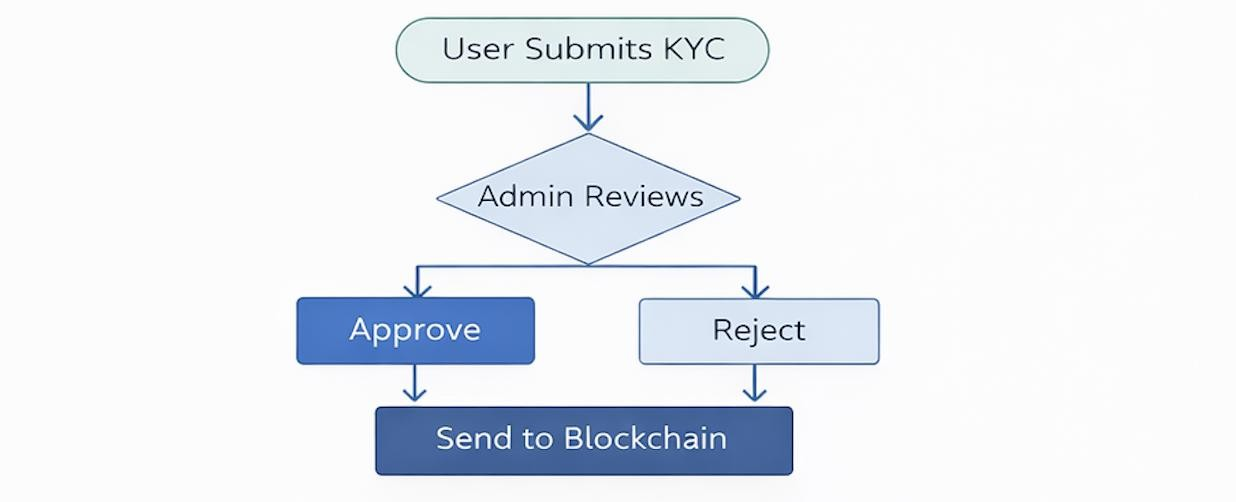 User Submits KYC
Admin Reviews
Approve
Reject
Send to Blockchain